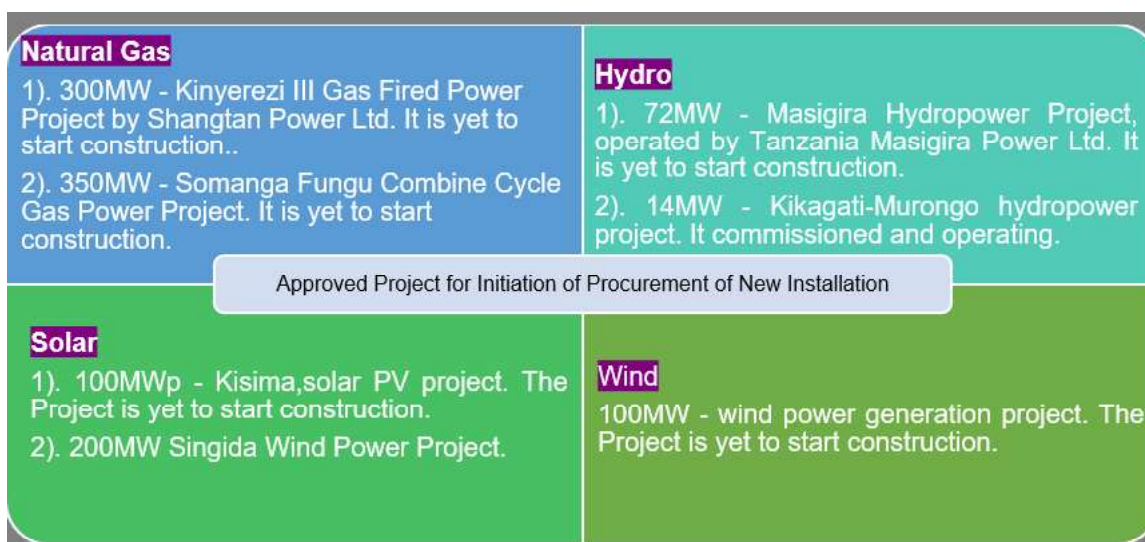 Natural Gas
1). 300MW - Kinyerezi III Gas Fired Power
Project by Shangtan Power Ltd. It is yet to
start construction..
2). 350MW - Somanga Fungu Combine Cycle
Gas Power Project. It is yet to start
construction.
Hydro
1). 72MW - Masigira Hydropower Project,
operated by Tanzania Masigira Power Ltd. It
is yet to start construction.
2). 14MW - Kikagati-Murongo hydropower
project. It commissioned and operating.
Approved Project for Initiation of Procurement of New Installation
Solar
1). 100MWp - Kisima,solar PV project. The
Project is yet to start construction.
2). 200MW Singida Wind Power Project.
Wind
100MW - wind power generation project. The
Project is yet to start construction.